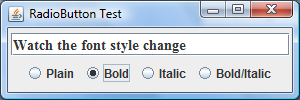 RadioButton Test
Watch the font style change
Plain Bold Italic Bold/Italic